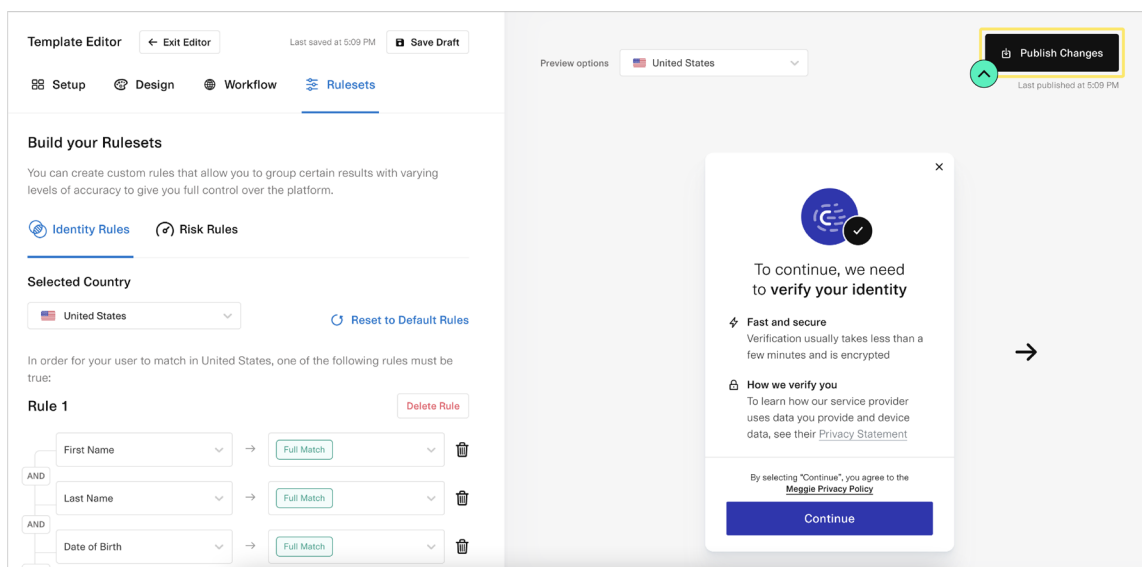 Template Editor
← Exit Editor
Last saved at 5:09 PM
Save Draft
Setup
Design
Workflow
Rulesets
Build your Rulesets
You can create custom rules that allow you to group certain results with varying
levels of accuracy to give you full control over the platform.
Identity Rules
Risk Rules
Selected Country
United States
Reset to Default Rules
In order for your user to match in United States, one of the following rules must be
true:
Rule 1
Delete Rule
First Name
→
Full Match
AND
Last Name
→
Full Match
AND
Date of Birth
→
Full Match
Preview options
United States
Publish Changes
Last published at 5:09 PM
To continue, we need
to verify your identity
Fast and secure
Verification usually takes less than a
few minutes and is encrypted
How we verify you
To learn how our service provider
uses data you provide and device
data, see their Privacy Statement
By selecting "Continue", you agree to the
Meggie Privacy Policy
Continue